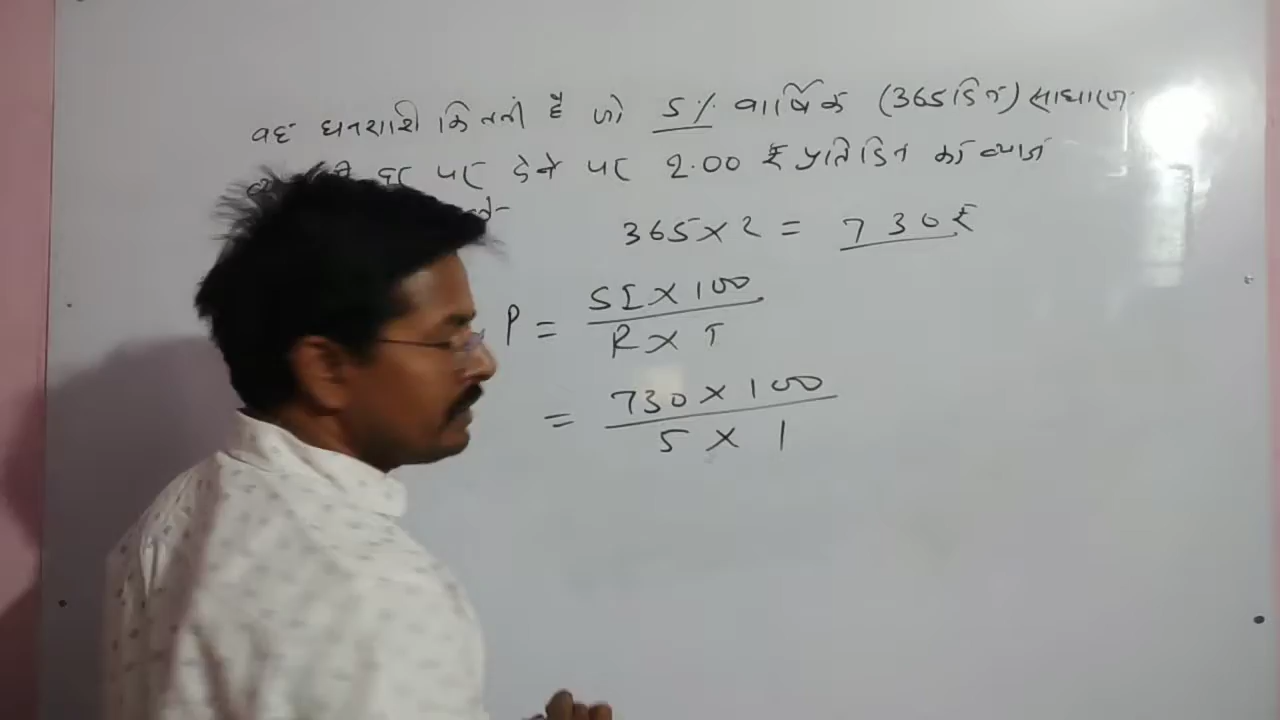 वह धनराशि कितनी है जो 5% वार्षिक (365 दिन) साधारण
दर पर देने पर 2.00 ₹ प्रतिदिन का ब्याज
365 × 2 = 730 ₹
P = SI × 100 / R × T
= 730 × 100 / 5 × 1